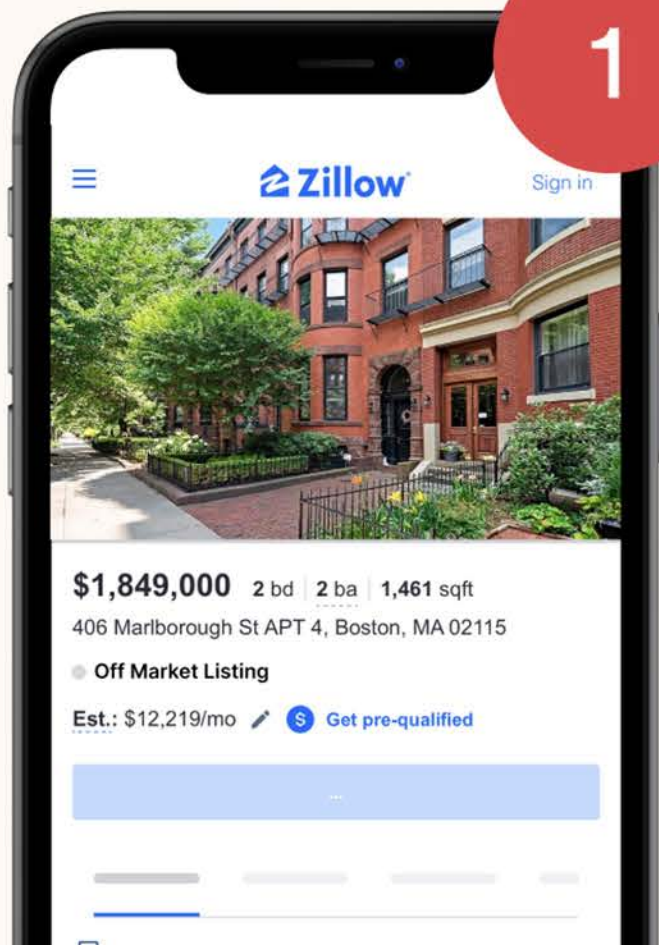 1
Zillow
Sign in
$1,849,000 2 bd 2 ba 1,461 sqft
406 Marlborough St APT 4, Boston, MA 02115
Off Market Listing
Est.: $12,219/mo $ Get pre-qualified
...